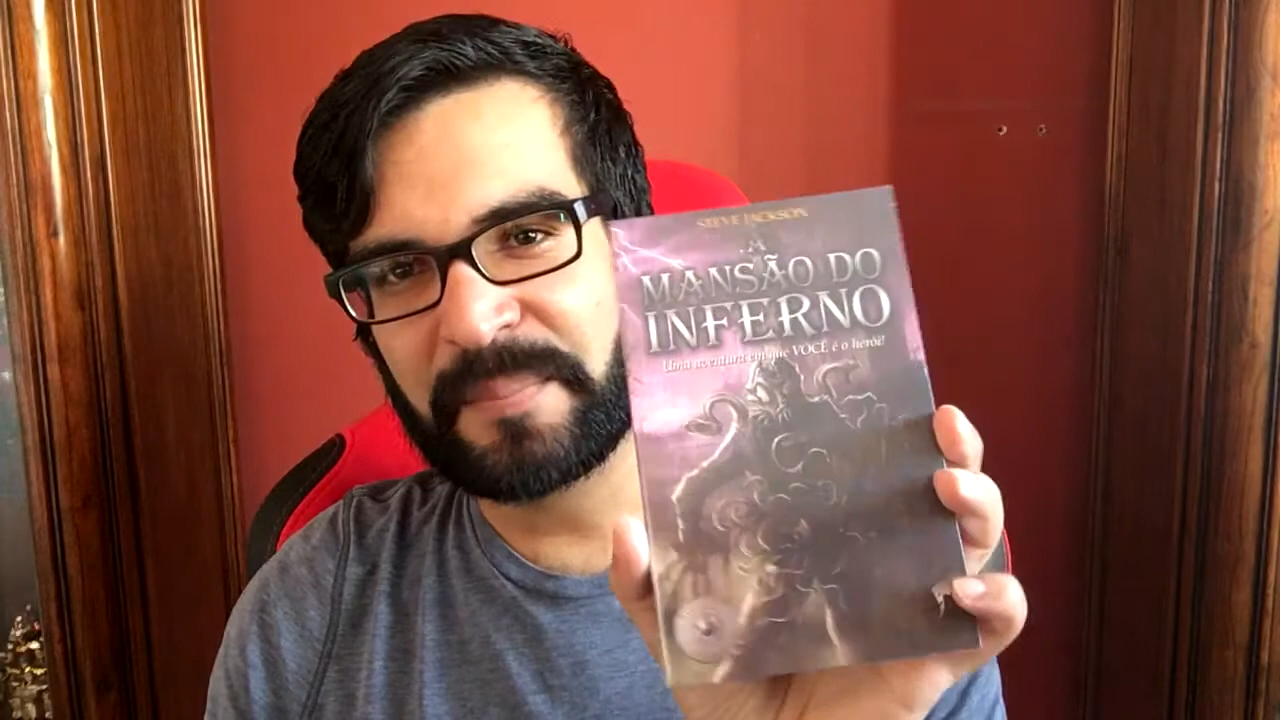 STEVE JACKSON
A
MANSÃO DO
INFERNO
Uma aventura em que VOCÊ é o herói!